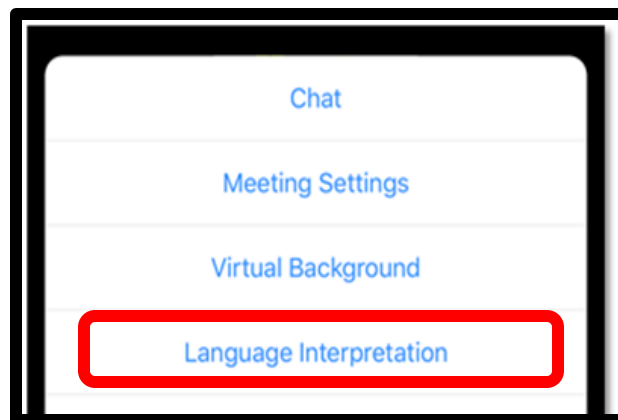 Chat
Meeting Settings
Virtual Background
Language Interpretation